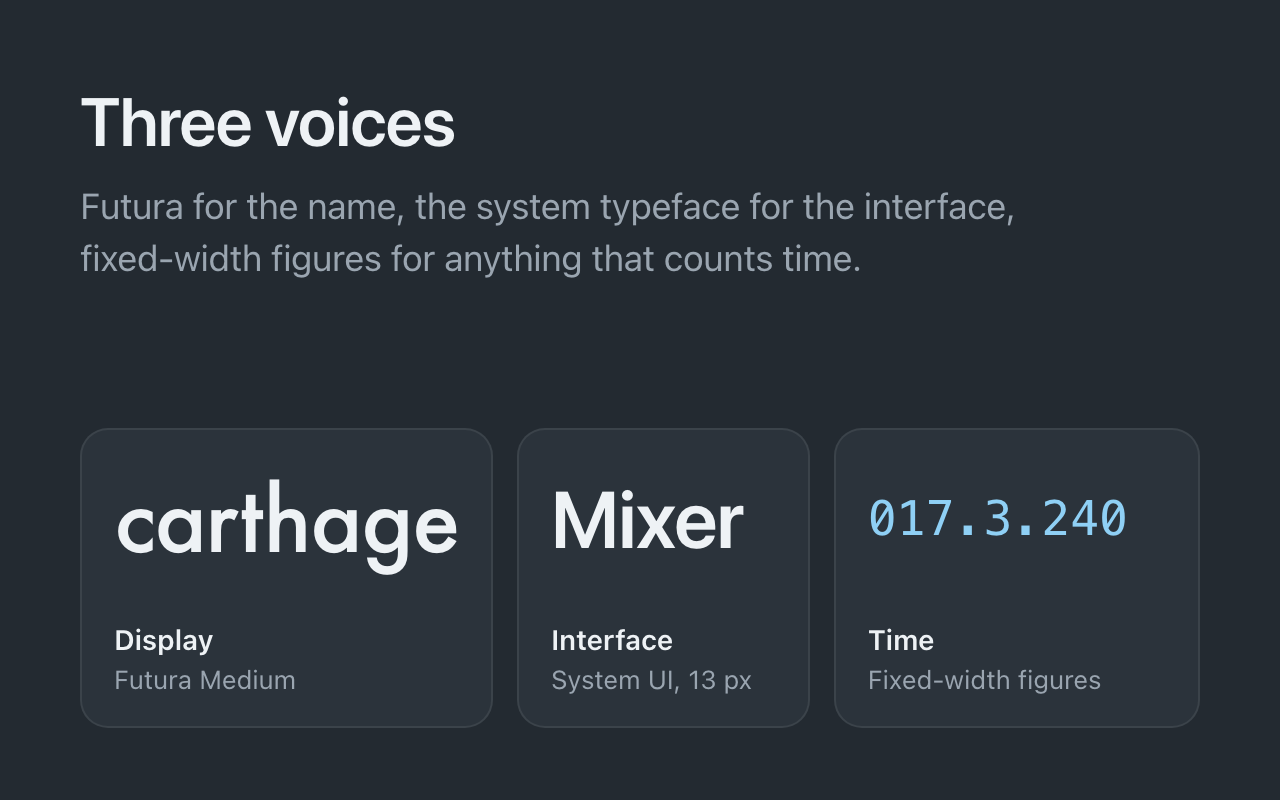 Three voices
Futura for the name, the system typeface for the interface,
fixed-width figures for anything that counts time.
carthage
Display
Futura Medium
Mixer
Interface
System UI, 13 px
017.3.240
Time
Fixed-width figures